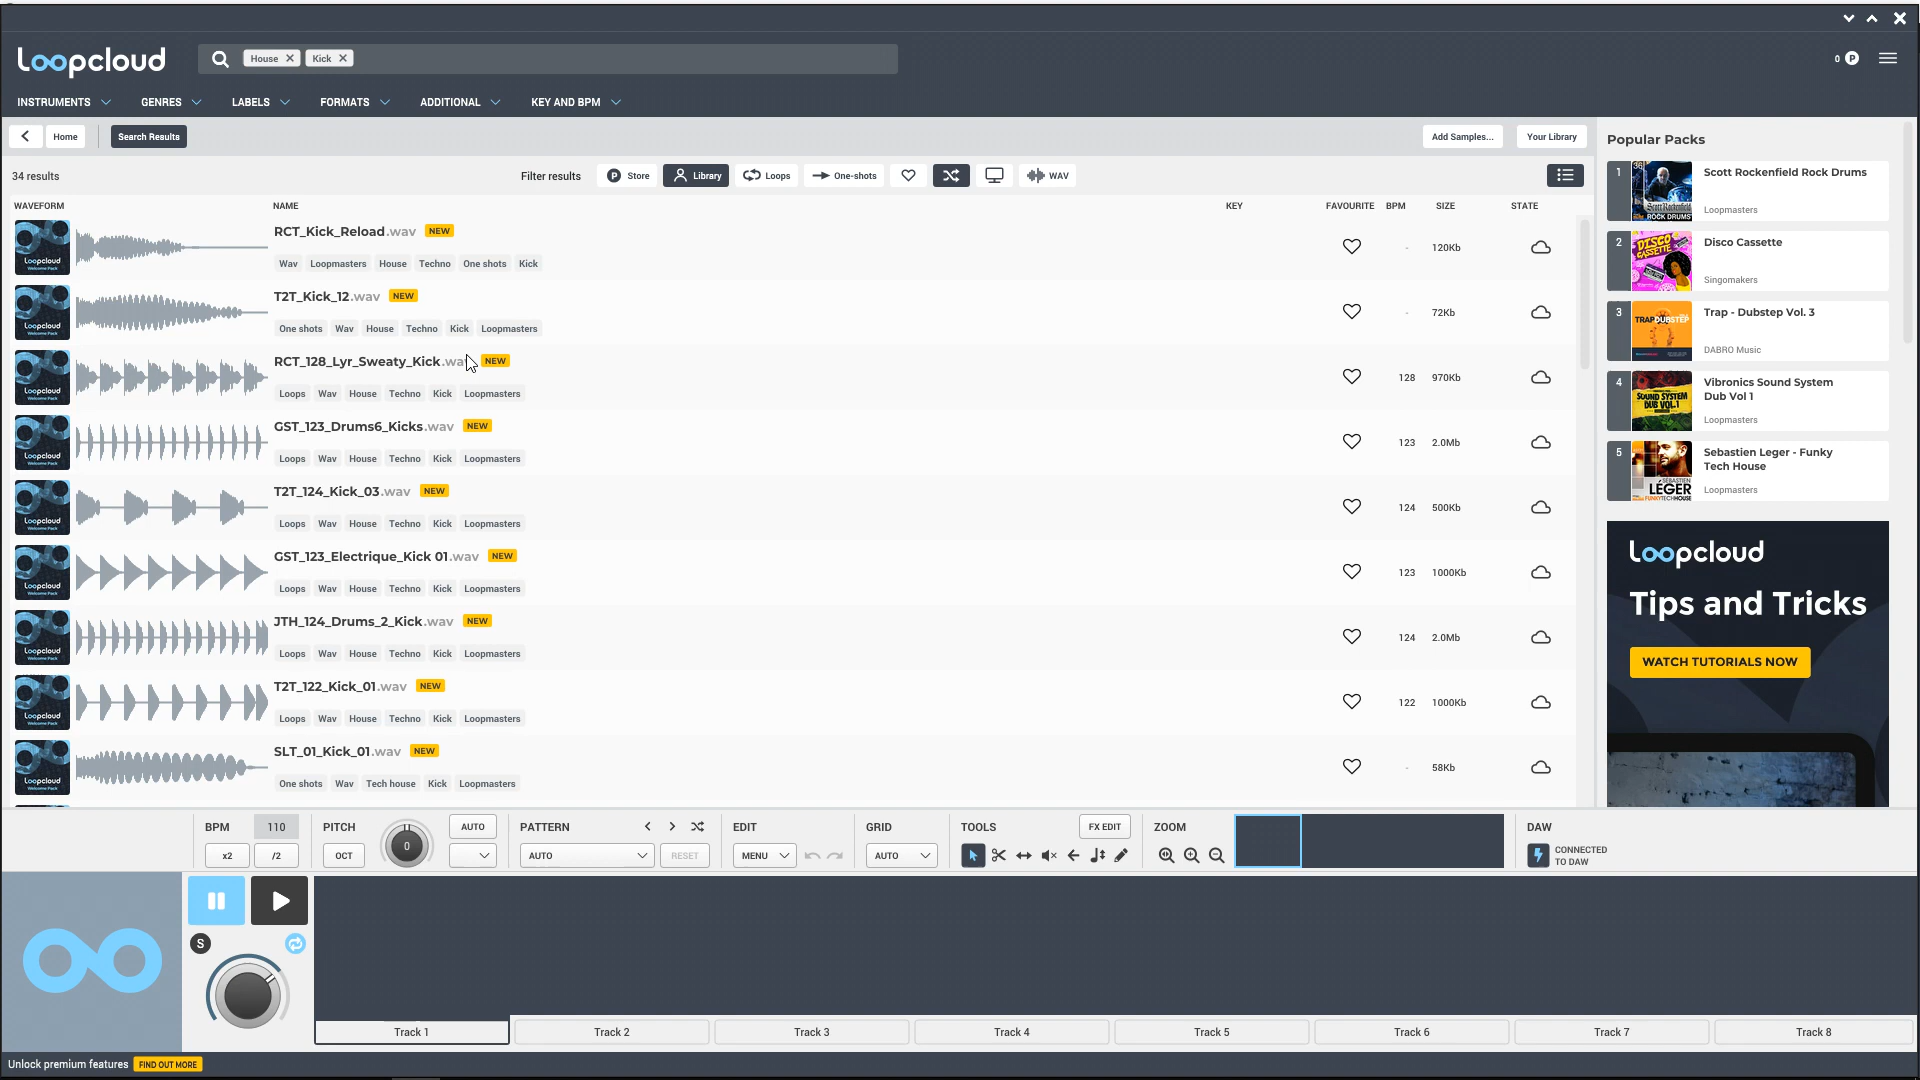 Loopcloud
House
Kick
0 P
INSTRUMENTS
GENRES
LABELS
FORMATS
ADDITIONAL
KEY AND BPM
Home
Search Results
Add Samples...
Your Library
34 results
Filter results
Store
Library
Loops
One-shots
WAV
WAVEFORM
NAME
KEY
FAVOURITE
BPM
SIZE
STATE
RCT_Kick_Reload.wav NEW
Wav Loopmasters House Techno One shots Kick
- 120Kb
T2T_Kick_12.wav NEW
One shots Wav House Techno Kick Loopmasters
- 72Kb
RCT_128_Lyr_Sweaty_Kick.wav NEW
Loops Wav House Techno Kick Loopmasters
128 970Kb
GST_123_Drums6_Kicks.wav NEW
Loops Wav House Techno Kick Loopmasters
123 2.0Mb
T2T_124_Kick_03.wav NEW
Loops Wav House Techno Kick Loopmasters
124 500Kb
GST_123_Electrique_Kick 01.wav NEW
Loops Wav House Techno Kick Loopmasters
123 1000Kb
JTH_124_Drums_2_Kick.wav NEW
Loops Wav House Techno Kick Loopmasters
124 2.0Mb
T2T_122_Kick_01.wav NEW
Loops Wav House Techno Kick Loopmasters
122 1000Kb
SLT_01_Kick_01.wav NEW
One shots Wav Tech house Kick Loopmasters
- 58Kb
Popular Packs
1
Scott Rockenfield Rock Drums
Loopmasters
2
Disco Cassette
Singomakers
3
Trap - Dubstep Vol. 3
DABRO Music
4
Vibronics Sound System
Dub Vol 1
Loopmasters
5
Sebastien Leger - Funky
Tech House
Loopmasters
Loopcloud
Tips and Tricks
WATCH TUTORIALS NOW
BPM 110
x2 /2
PITCH
OCT
0
AUTO
PATTERN
AUTO RESET
EDIT
MENU
GRID
AUTO
TOOLS FX EDIT
ZOOM
DAW
CONNECTED
TO DAW
S
Track 1
Track 2
Track 3
Track 4
Track 5
Track 6
Track 7
Track 8
Unlock premium features FIND OUT MORE